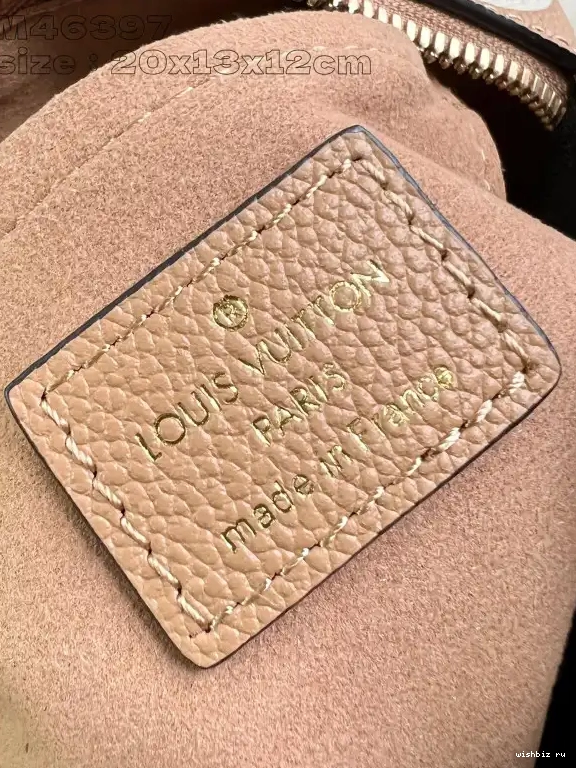 M46397
size : 20x13x12cm
®
LOUIS VUITTON
PARIS
made in France
wishbiz ru